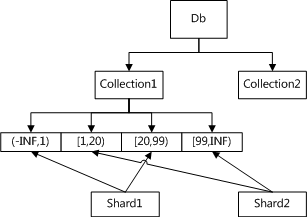 Db
Collection1 Collection2
(-INF,1) [1,20) [20,99) [99,INF)
Shard1 Shard2